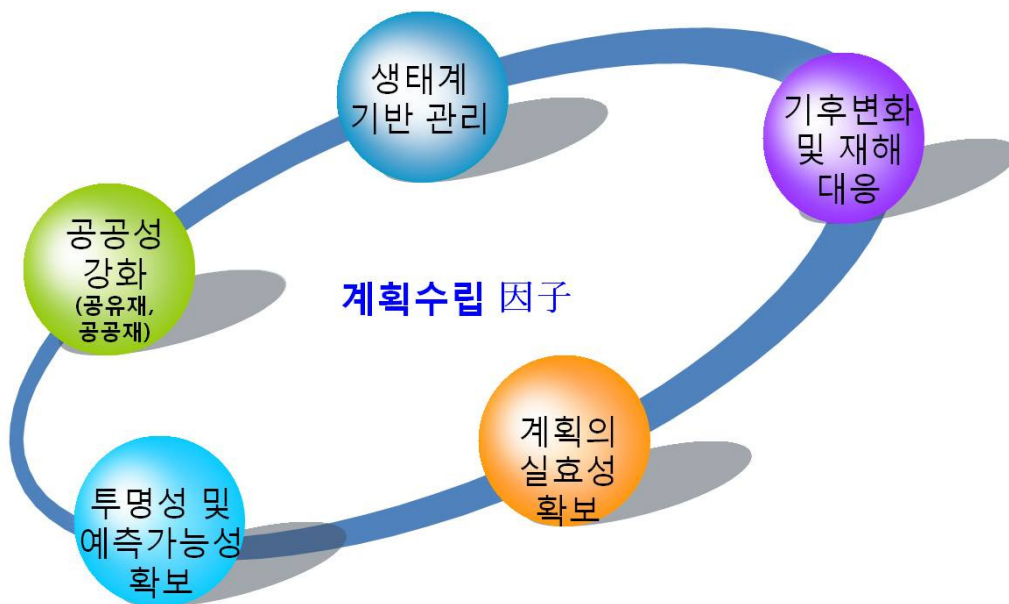 생태계
기반 관리
기후변화
및 재해
대응
공공성
강화
(공유재,
공공재)
계획수립 因子
계획의
실효성
확보
투명성 및
예측가능성
확보